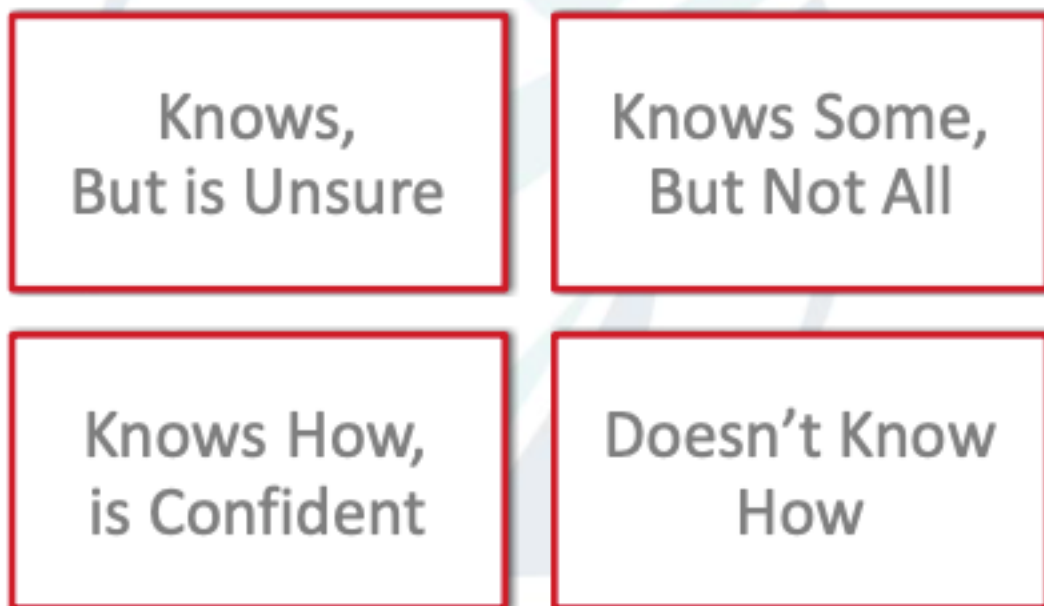 Knows,
But is Unsure
Knows Some,
But Not All
Knows How,
is Confident
Doesn’t Know
How